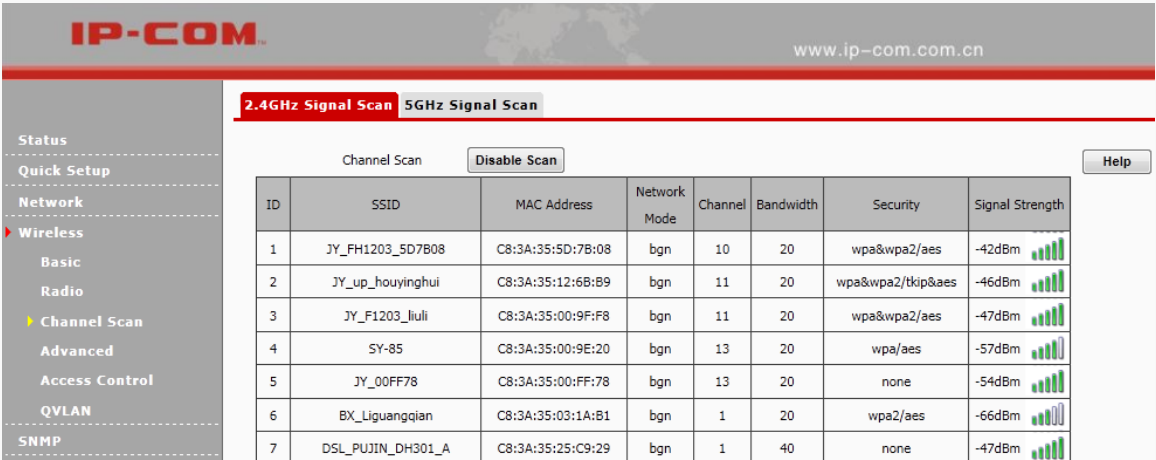 IP-COM
www.ip-com.com.cn
2.4GHz Signal Scan 5GHz Signal Scan
Status
Quick Setup
Network
Wireless
Basic
Radio
Channel Scan
Advanced
Access Control
QVLAN
SNMP
Channel Scan Disable Scan Help
ID SSID MAC Address Network Mode Channel Bandwidth Security Signal Strength
1 JY_FH1203_5D7B08 C8:3A:35:5D:7B:08 bgn 10 20 wpa&wpa2/aes -42dBm
2 JY_up_houyinghui C8:3A:35:12:6B:B9 bgn 11 20 wpa&wpa2/tkip&aes -46dBm
3 JY_F1203_liuli C8:3A:35:00:9F:F8 bgn 11 20 wpa&wpa2/aes -47dBm
4 SY-85 C8:3A:35:00:9E:20 bgn 13 20 wpa/aes -57dBm
5 JY_00FF78 C8:3A:35:00:FF:78 bgn 13 20 none -54dBm
6 BX_Liguangqian C8:3A:35:03:1A:B1 bgn 1 20 wpa2/aes -66dBm
7 DSL_PUJIN_DH301_A C8:3A:35:25:C9:29 bgn 1 40 none -47dBm